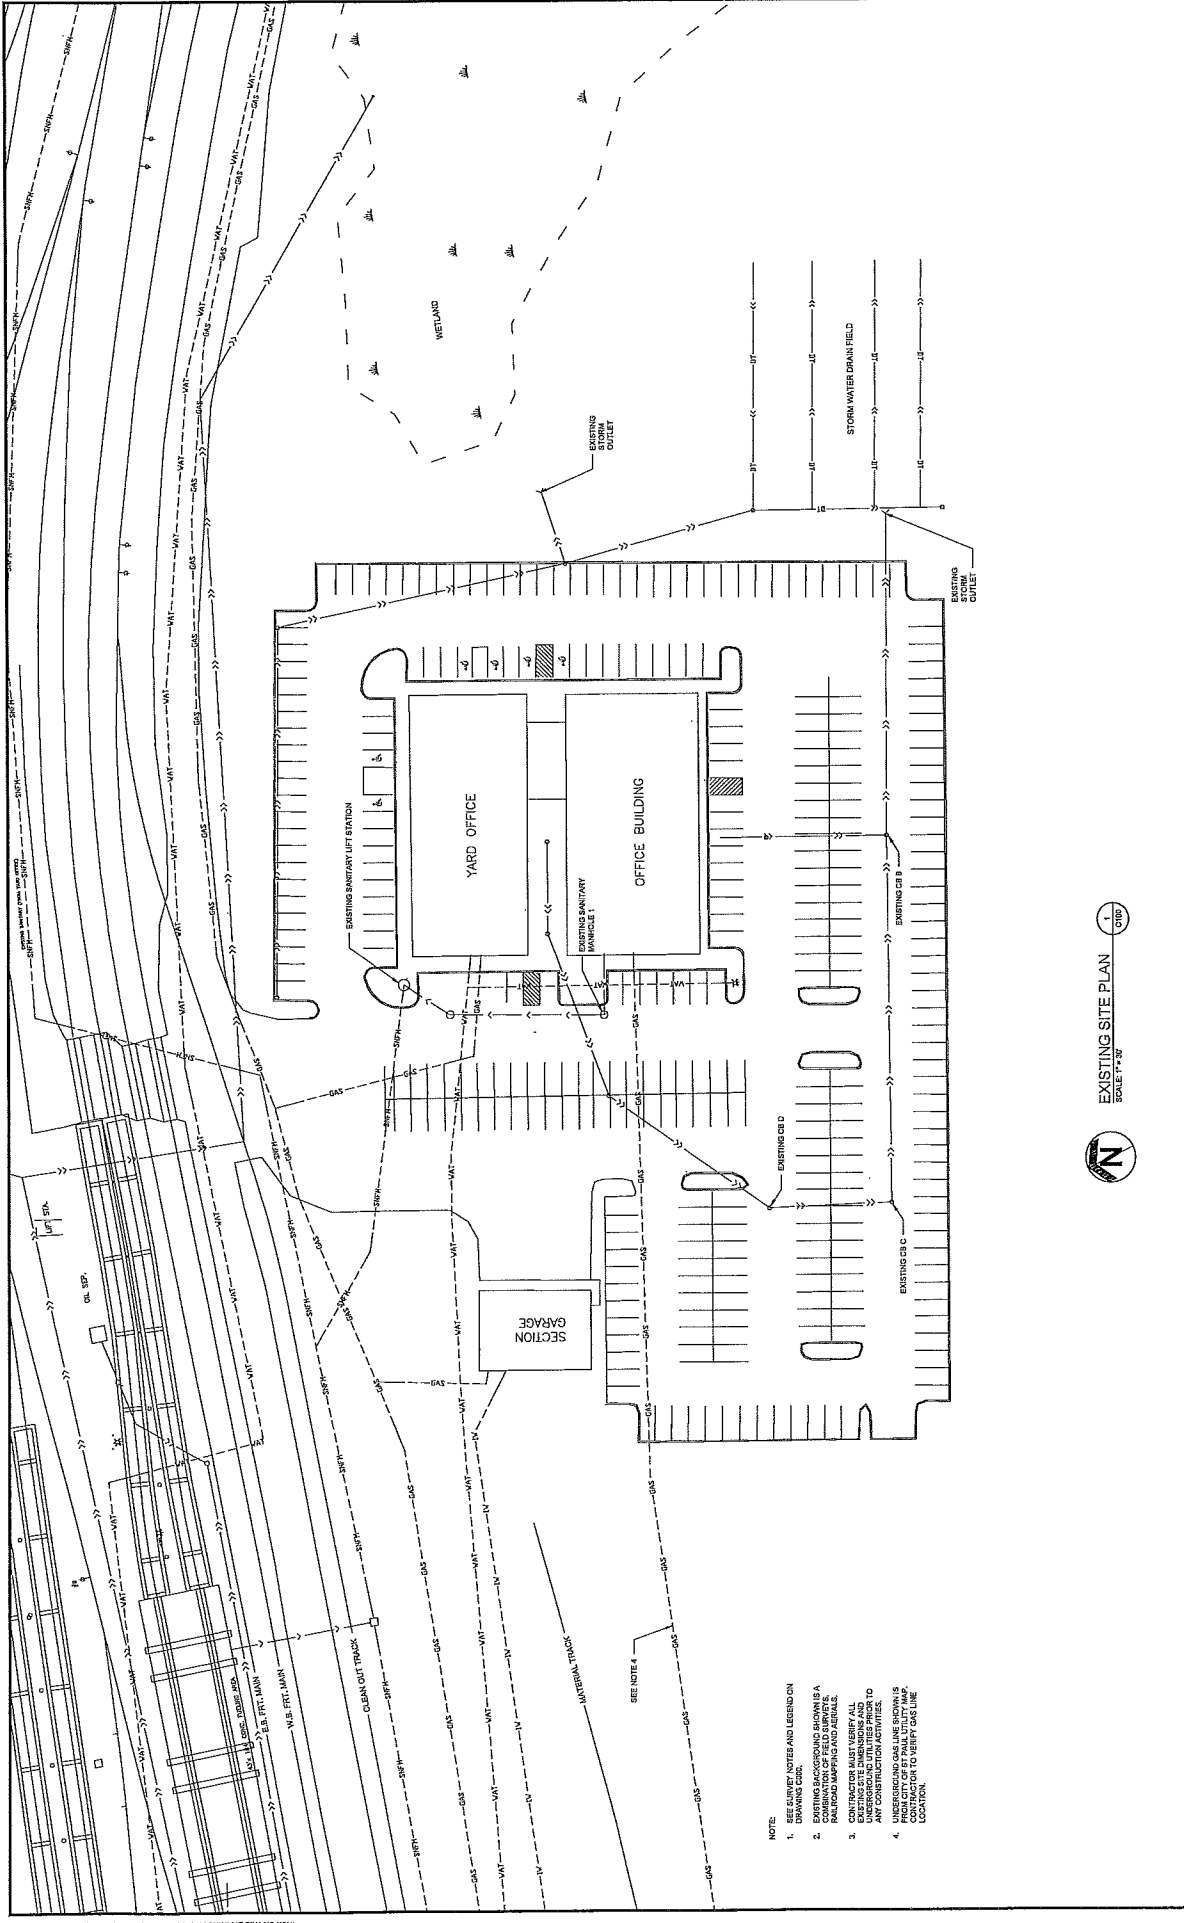 WETLAND
EXISTING
STORM
OUTLET
STORM WATER DRAIN FIELD
EXISTING
STORM
OUTLET
EXISTING SANITARY LIFT STATION
YARD OFFICE
OFFICE BUILDING
EXISTING SANITARY
MANHOLE 1
EXISTING CB B
EXISTING CB D
EXISTING CB C
SECTION
GARAGE
LIFT STA.
OIL SEP.
E.B. FRT. MAIN
W.B. FRT. MAIN
CLEAN OUT TRACK
MATERIAL TRACK
SEE NOTE 4
SNFH
WAT
GAS
IW
DT
NOTE:
1. SEE SURVEY NOTES AND LEGEND ON
DRAWING C000.
2. EXISTING BACKGROUND SHOWN IS A
COMBINATION OF FIELD SURVEYS,
RAILROAD MAPPING AND AERIALS.
3. CONTRACTOR MUST VERIFY ALL
EXISTING SITE DIMENSIONS AND
UNDERGROUND UTILITIES PRIOR TO
ANY CONSTRUCTION ACTIVITIES.
4. UNDERGROUND GAS LINE SHOWN IS
FROM CITY OF ST PAUL UTILITY MAP.
CONTRACTOR TO VERIFY GAS LINE
LOCATION.
N
EXISTING SITE PLAN
SCALE: 1" = 30'
1
C100